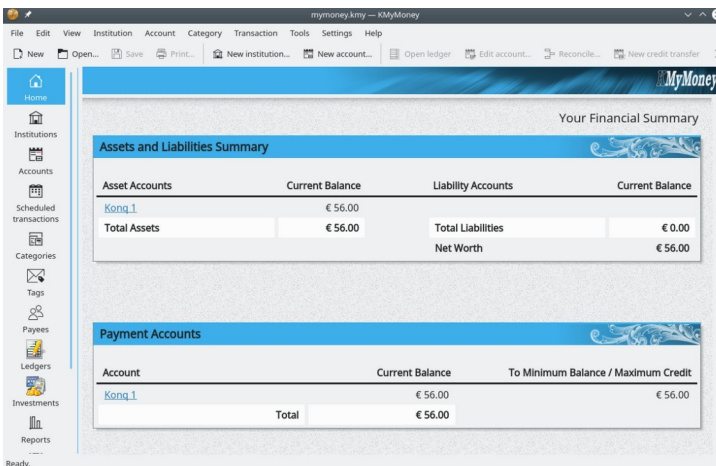 mymoney.kmy — KMyMoney
File Edit View Institution Account Category Transaction Tools Settings Help
New Open... Save Print... New institution... New account... Open ledger Edit account... Reconcile... New credit transfer
Home
Institutions
Accounts
Scheduled
transactions
Categories
Tags
Payees
Ledgers
Investments
Reports
KMyMoney
Your Financial Summary
Assets and Liabilities Summary
Asset Accounts Current Balance Liability Accounts Current Balance
Konq 1 € 56.00
Total Assets € 56.00 Total Liabilities € 0.00
Net Worth € 56.00
Payment Accounts
Account Current Balance To Minimum Balance / Maximum Credit
Konq 1 € 56.00 € 56.00
Total € 56.00
Ready.